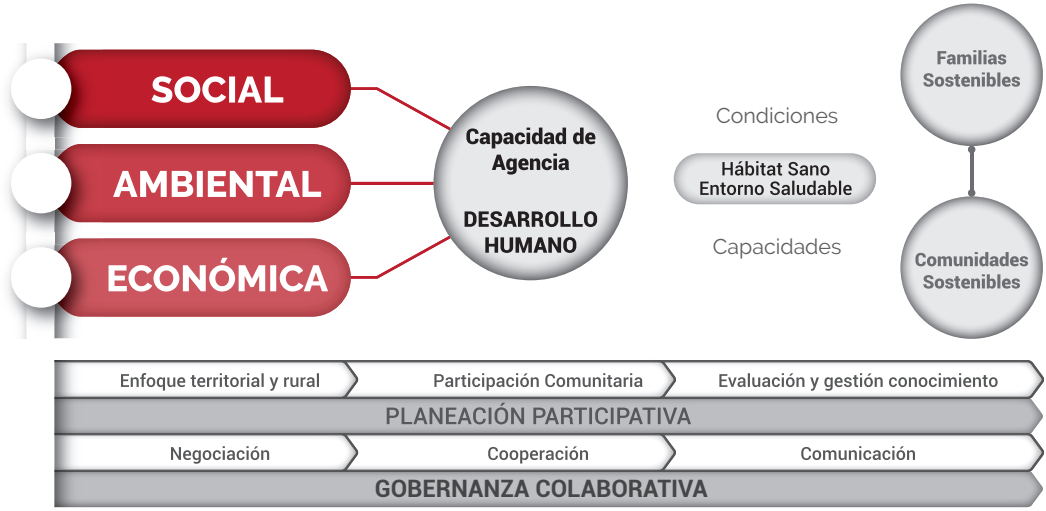 SOCIAL
AMBIENTAL
ECONÓMICA
Capacidad de
Agencia
DESARROLLO
HUMANO
Condiciones
Hábitat Sano
Entorno Saludable
Capacidades
Familias
Sostenibles
Comunidades
Sostenibles
Enfoque territorial y rural
Participación Comunitaria
Evaluación y gestión conocimiento
PLANEACIÓN PARTICIPATIVA
Negociación
Cooperación
Comunicación
GOBERNANZA COLABORATIVA